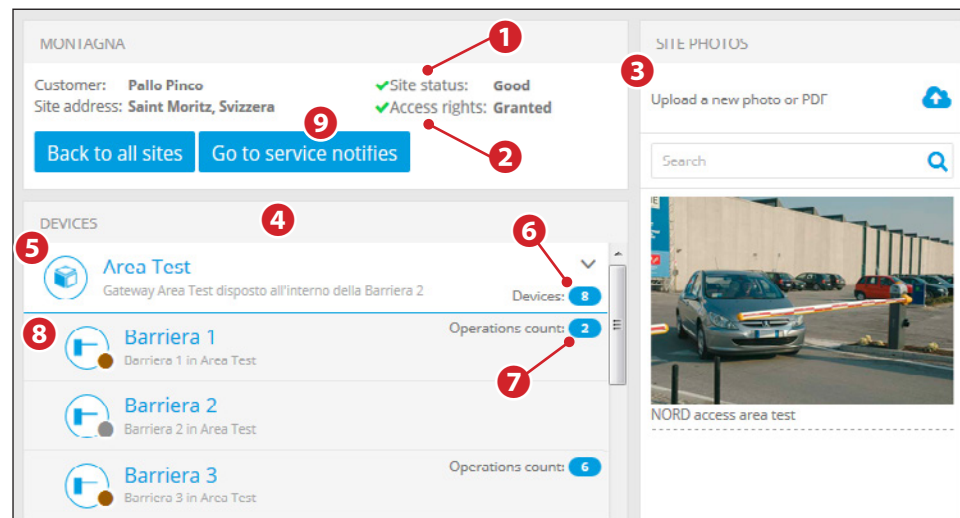 MONTAGNA
1
Customer: Pallo Pinco
Site status: Good
Site address: Saint Moritz, Svizzera
Access rights: Granted
9
2
Back to all sites
Go to service notifies
SITE PHOTOS
3
Upload a new photo or PDF
Search
NORD access area test
DEVICES
4
5
6
Area Test
Gateway Area Test disposto all'interno della Barriera 2
Devices: 8
8
Barriera 1
Operations count: 2
Barriera 1 in Area Test
7
Barriera 2
Barriera 2 in Area Test
Barriera 3
Operations count: 6
Barriera 3 in Area Test